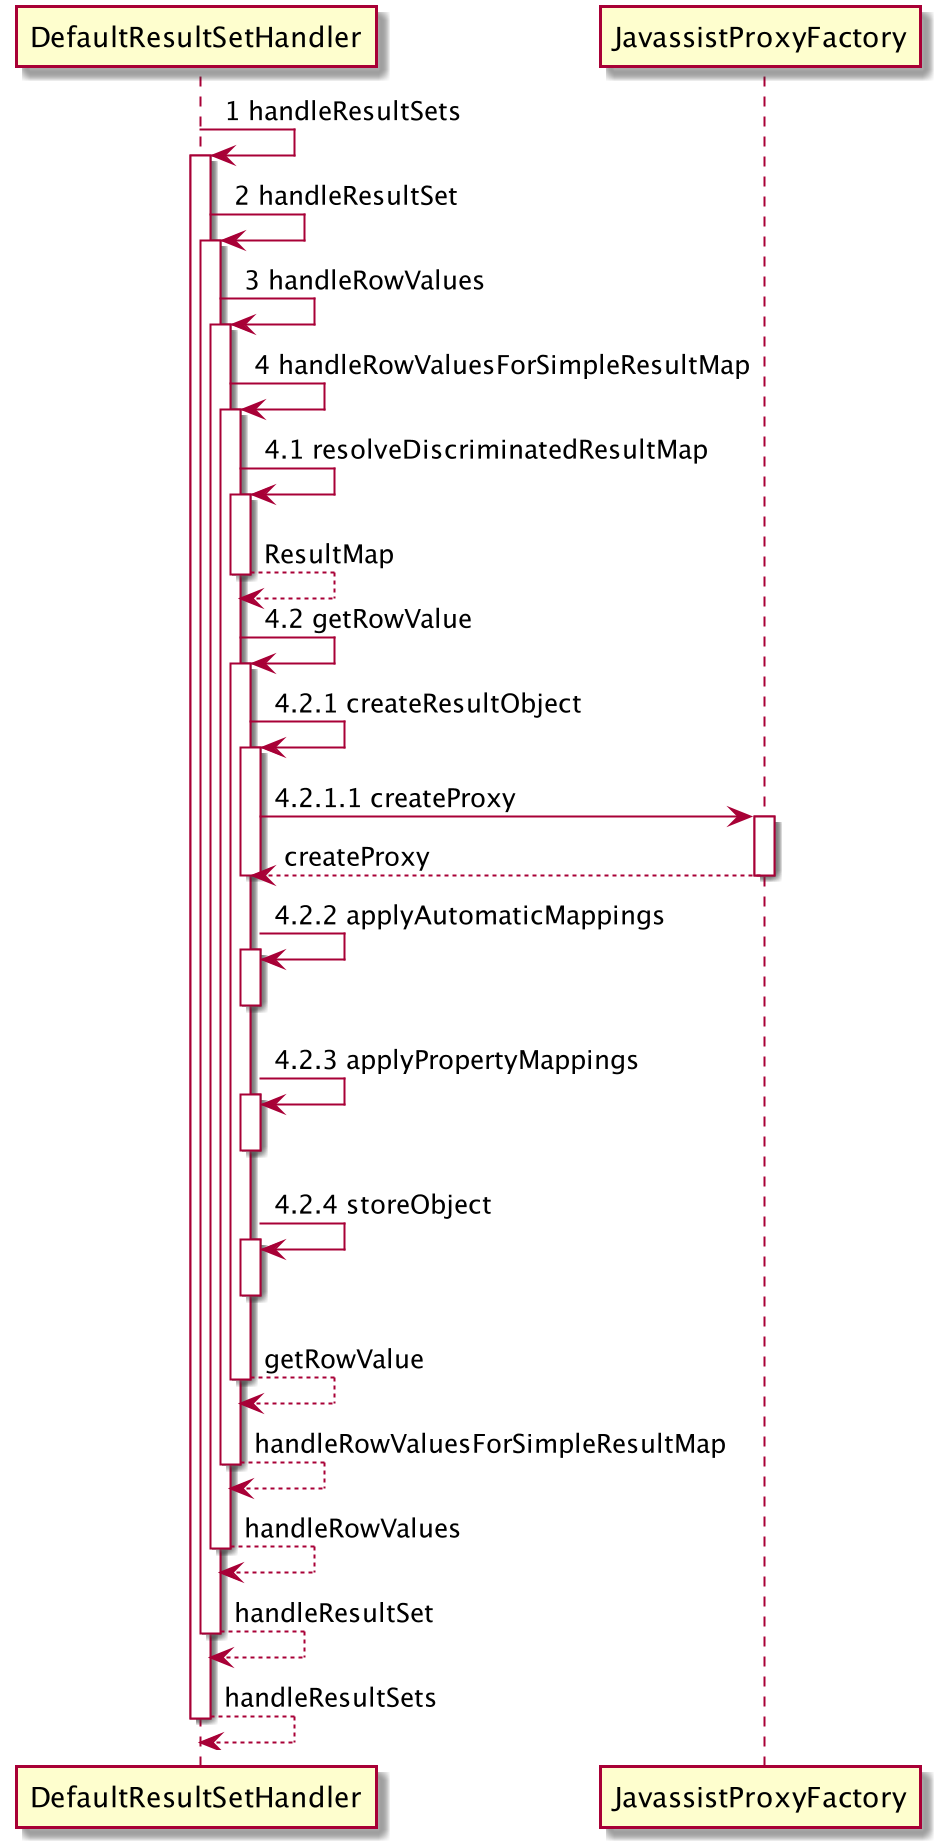 DefaultResultSetHandler
JavassistProxyFactory
1 handleResultSets
2 handleResultSet
3 handleRowValues
4 handleRowValuesForSimpleResultMap
4.1 resolveDiscriminatedResultMap
ResultMap
4.2 getRowValue
4.2.1 createResultObject
4.2.1.1 createProxy
createProxy
4.2.2 applyAutomaticMappings
4.2.3 applyPropertyMappings
4.2.4 storeObject
getRowValue
handleRowValuesForSimpleResultMap
handleRowValues
handleResultSet
handleResultSets
DefaultResultSetHandler
JavassistProxyFactory